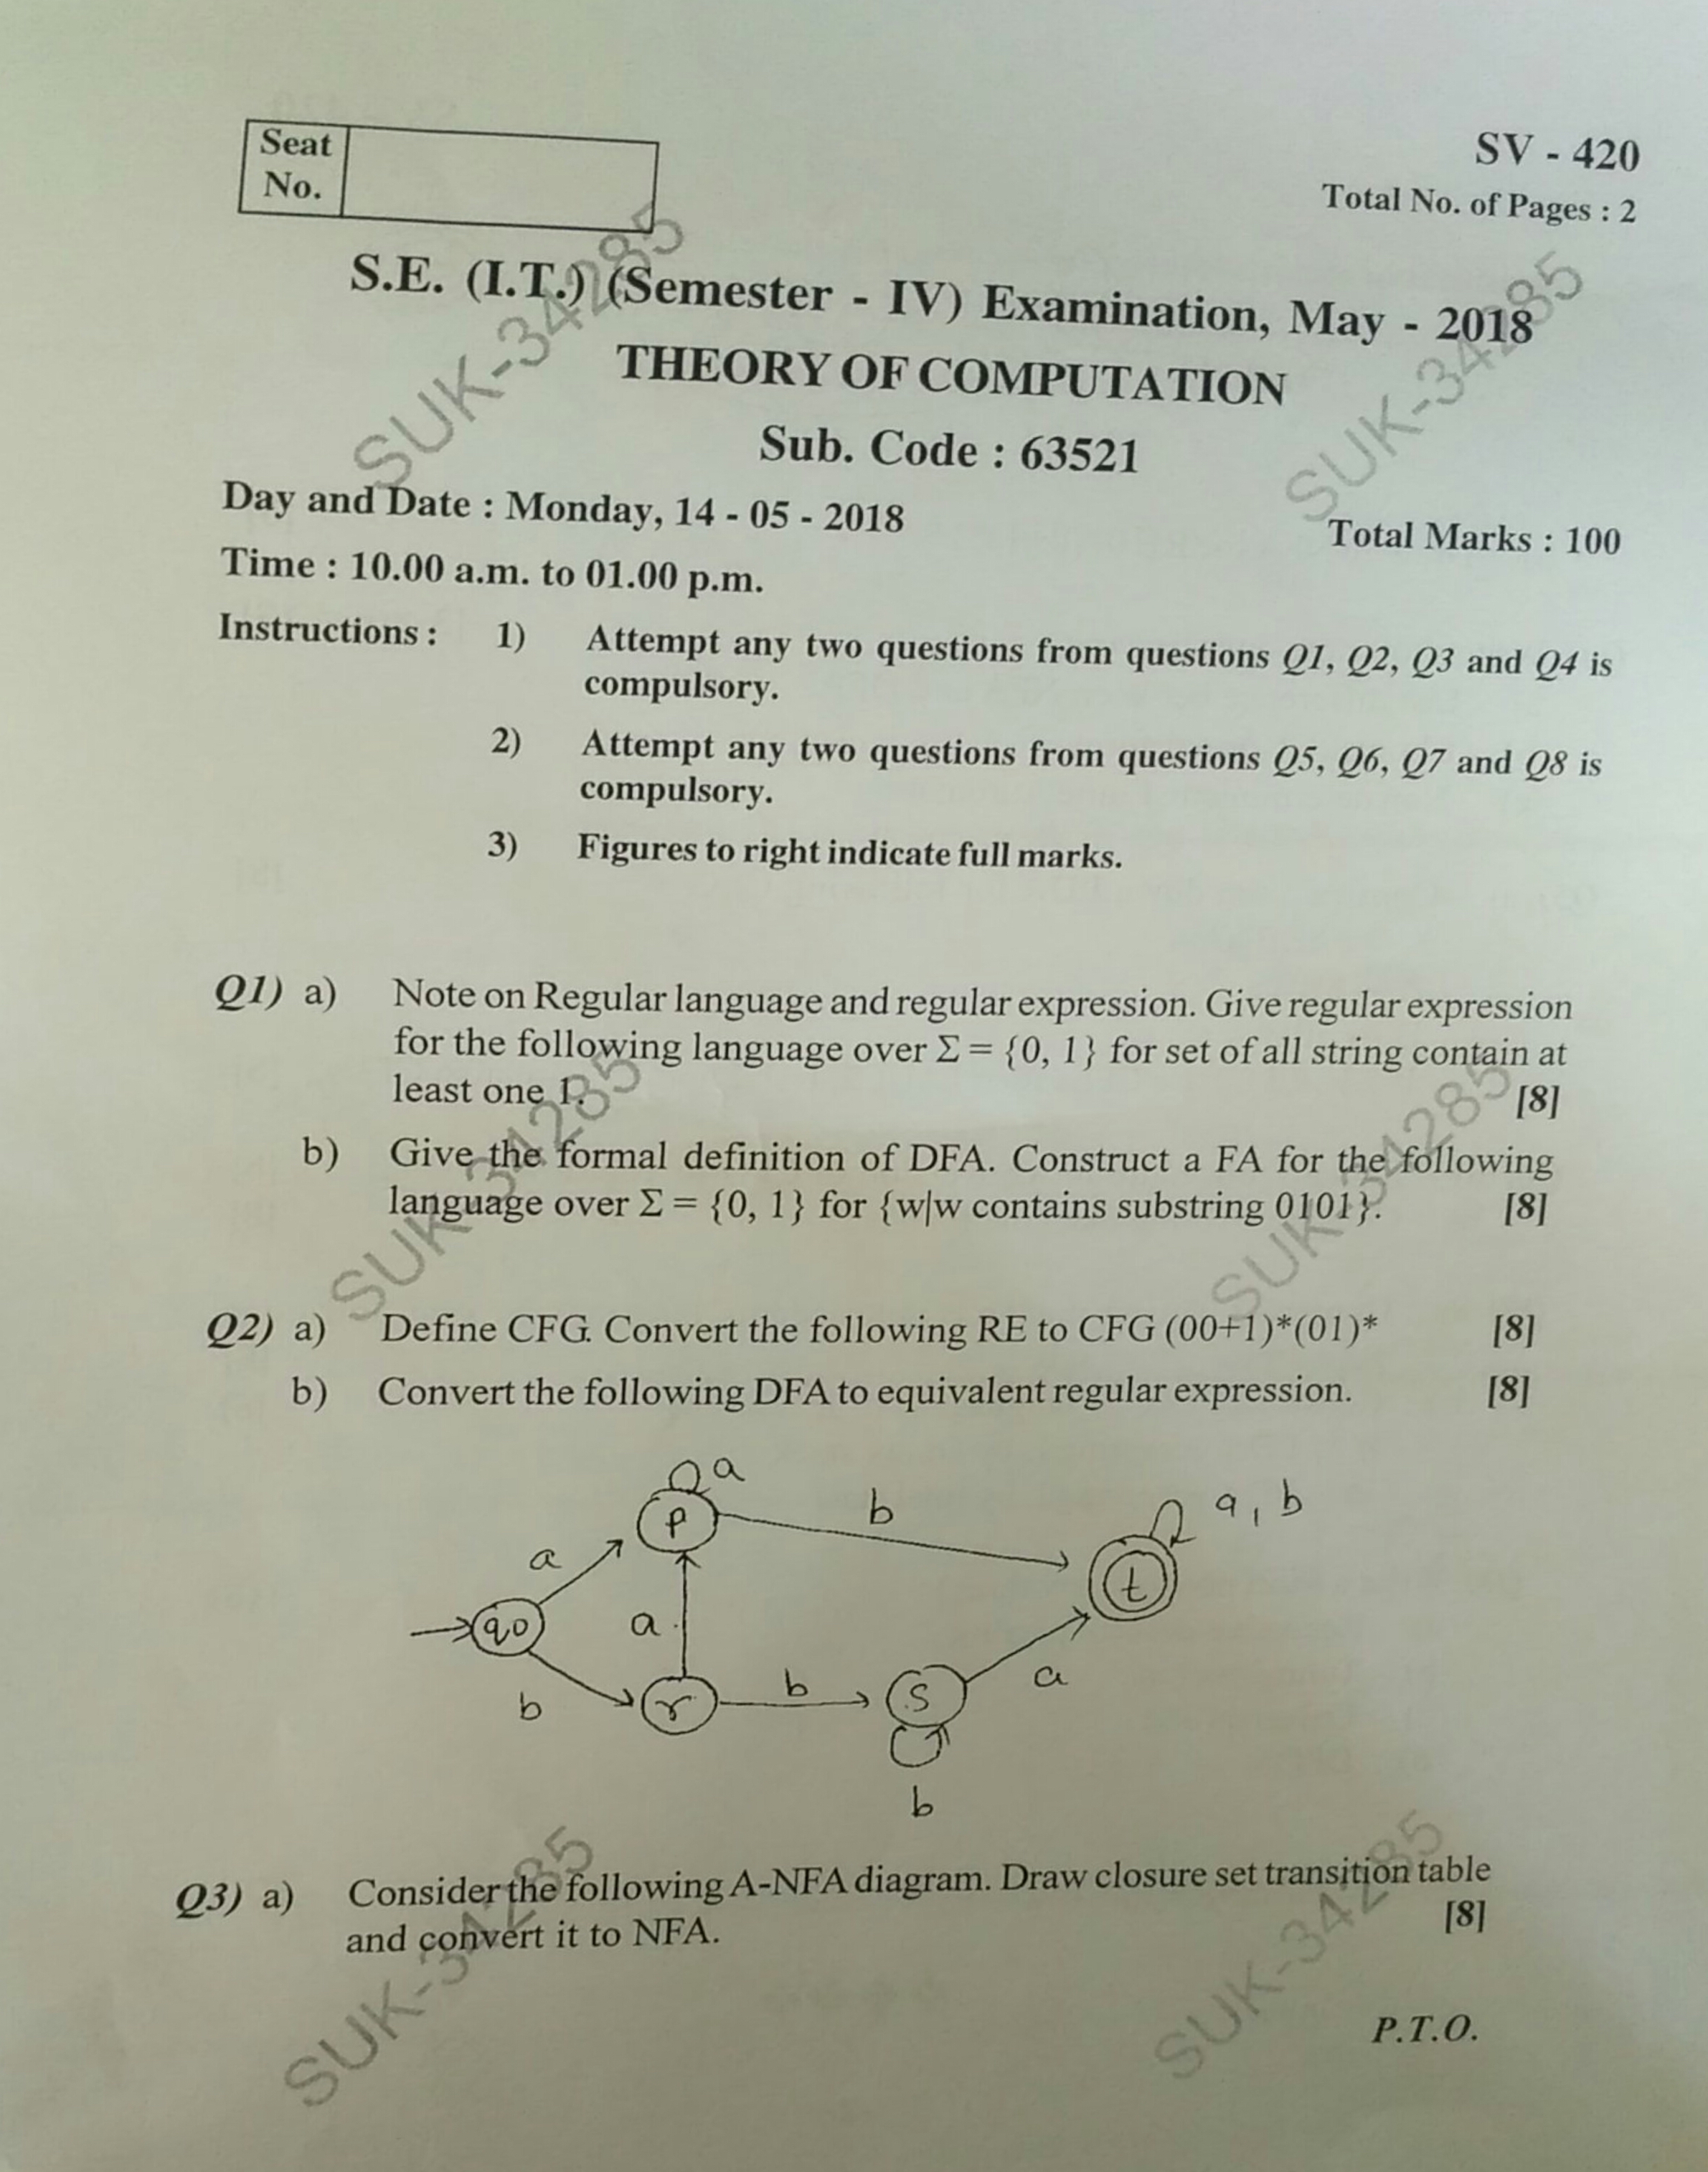 Seat
No.
SV - 420
Total No. of Pages : 2
S.E. (I.T.) (Semester - IV) Examination, May - 2018
THEORY OF COMPUTATION
Sub. Code : 63521
Day and Date : Monday, 14 - 05 - 2018
Total Marks : 100
Time : 10.00 a.m. to 01.00 p.m.
Instructions : 1) Attempt any two questions from questions Q1, Q2, Q3 and Q4 is
compulsory.
2) Attempt any two questions from questions Q5, Q6, Q7 and Q8 is
compulsory.
3) Figures to right indicate full marks.
Q1) a) Note on Regular language and regular expression. Give regular expression
for the following language over Σ = {0, 1} for set of all string contain at
least one 1. [8]
b) Give the formal definition of DFA. Construct a FA for the following
language over Σ = {0, 1} for {w|w contains substring 0101}. [8]
Q2) a) Define CFG. Convert the following RE to CFG (00+1)*(01)* [8]
b) Convert the following DFA to equivalent regular expression. [8]
a
p
b
a, b
a
t
q0
a
b
r
b
s
a
b
Q3) a) Consider the following A-NFA diagram. Draw closure set transition table
and convert it to NFA. [8]
P.T.O.
SUK-34285
SUK-34285
SUK-34285
SUK-34285
SUK-34285
SUK-34285